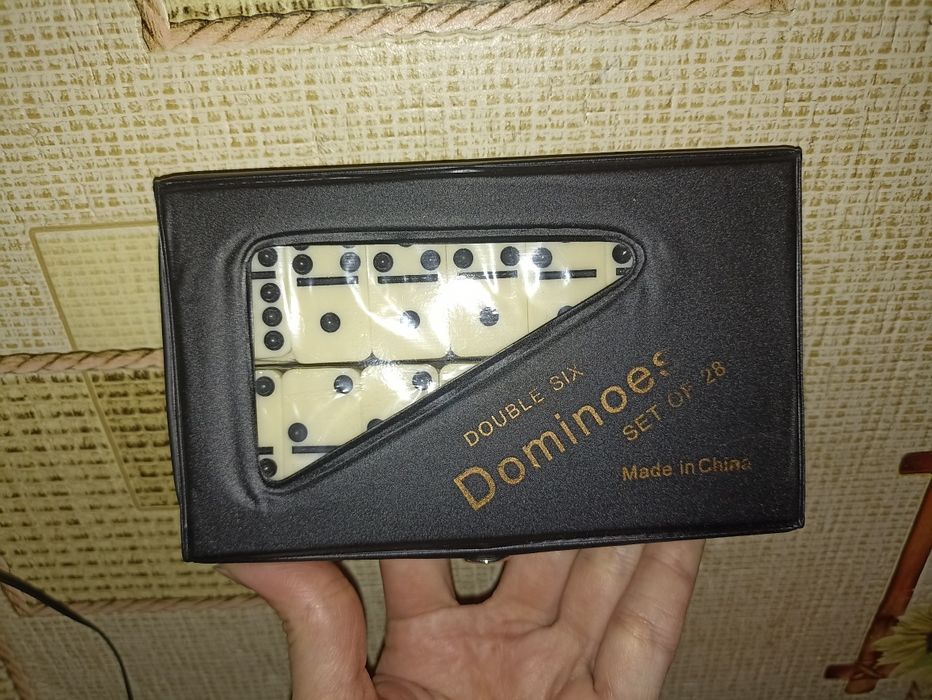 DOUBLE SIX
Dominoes
SET OF 28
Made in China